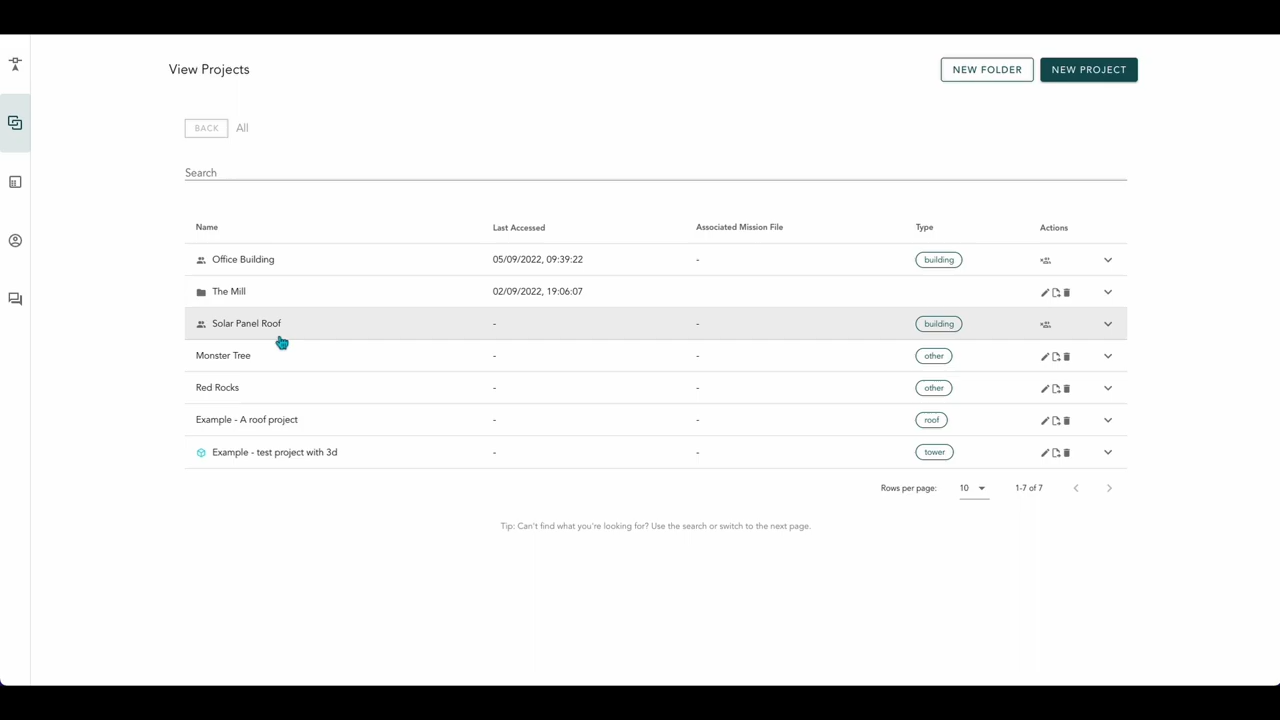 View Projects
NEW FOLDER
NEW PROJECT
BACK All
Search
Name Last Accessed Associated Mission File Type Actions
Office Building 05/09/2022, 09:39:22 - building
The Mill 02/09/2022, 19:06:07
Solar Panel Roof - - building
Monster Tree - - other
Red Rocks - - other
Example - A roof project - - roof
Example - test project with 3d - - tower
Rows per page: 10 1-7 of 7
Tip: Can't find what you're looking for? Use the search or switch to the next page.